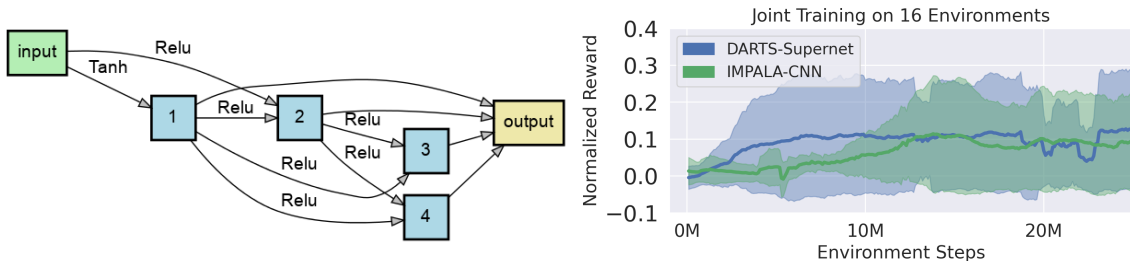 input
Relu
Tanh
1
Relu
2
Relu
Relu
Relu
Relu
3
4
output
Joint Training on 16 Environments
Normalized Reward
0.4
0.3
0.2
0.1
0.0
−0.1
DARTS-Supernet
IMPALA-CNN
0M
10M
20M
Environment Steps